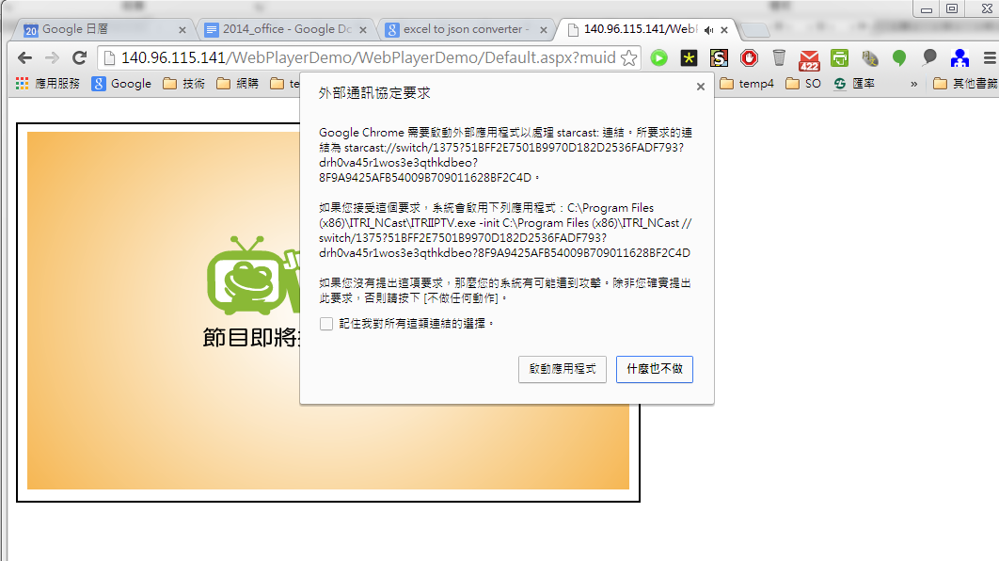 20 Google 日曆
2014_office - Google Do
excel to json converter -
140.96.115.141/WebF
140.96.115.141/WebPlayerDemo/WebPlayerDemo/Default.aspx?muid
422
應用服務
8 Google
技術
網購
te
temp4
SO
匯率
»
其他書籤
外部通訊協定要求
Google Chrome 需要啟動外部應用程式以處理 starcast: 連結。所要求的連
結為 starcast://switch/1375?51BFF2E7501B9970D182D2536FADF793?
drh0va45r1wos3e3qthkdbeo?
8F9A9425AFB54009B709011628BF2C4D。
如果您接受這個要求，系統會啟用下列應用程式：C:\Program Files
(x86)\ITRI_NCast\ITRIIPTV.exe -init C:\Program Files (x86)\ITRI_NCast //
switch/1375?51BFF2E7501B9970D182D2536FADF793?
drh0va45r1wos3e3qthkdbeo?8F9A9425AFB54009B709011628BF2C4D
如果您沒有提出這項要求，那麼您的系統有可能遭到攻擊。除非您確實提出
此要求，否則請按下 [不做任何動作]。
記住我對所有這類連結的選擇。
啟動應用程式
什麼也不做
節目即將